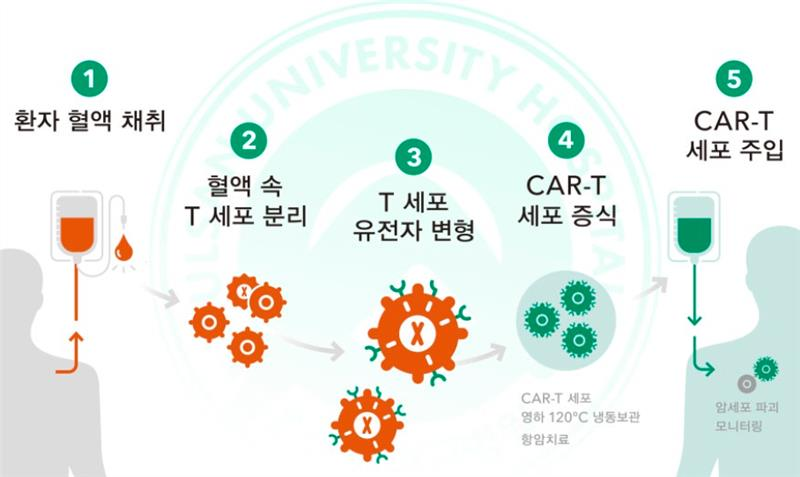 1
환자 혈액 채취
2
혈액 속
T 세포 분리
3
T 세포
유전자 변형
4
CAR-T
세포 증식
5
CAR-T
세포 주입
X
X
X
CAR-T 세포
영하 120°C 냉동보관
항암치료
암세포 파괴
모니터링
UNIVERSITY HOSPITAL